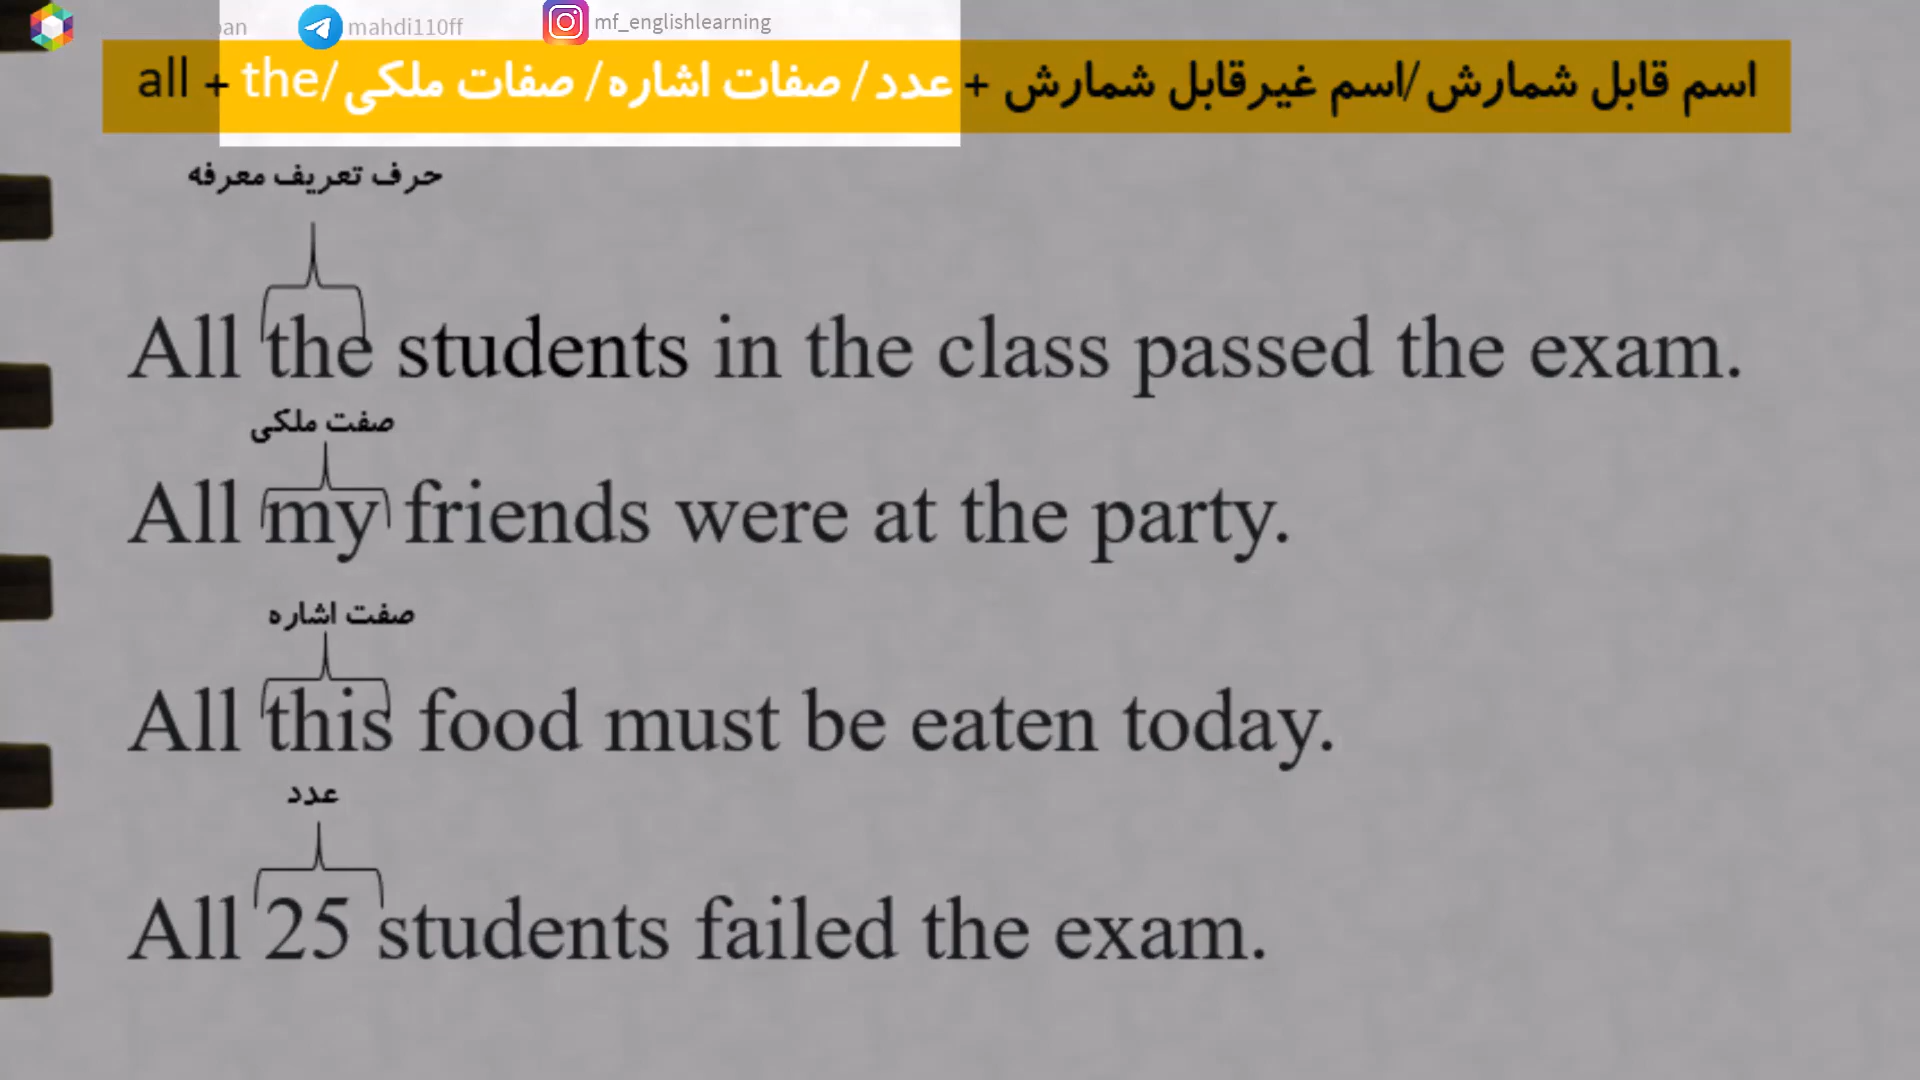 mahdi110ff mf_englishlearning
all + the/ صفات ملکی / صفات اشاره / عدد + اسم قابل شمارش /اسم غیرقابل شمارش
حرف تعریف معرفه
All the students in the class passed the exam.
صفت ملکی
All my friends were at the party.
صفت اشاره
All this food must be eaten today.
عدد
All 25 students failed the exam.